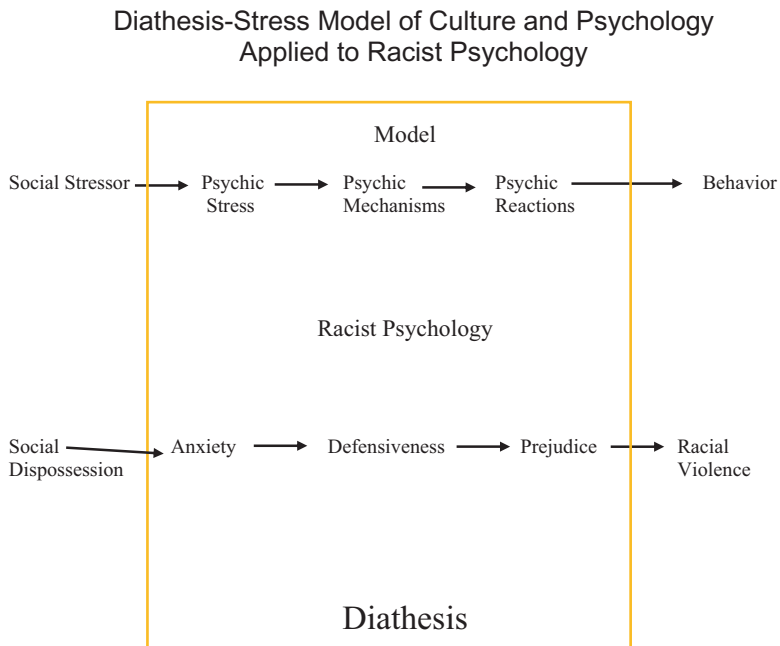 Diathesis-Stress Model of Culture and Psychology
Applied to Racist Psychology
Model
Social Stressor
Psychic
Stress
Psychic
Mechanisms
Psychic
Reactions
Behavior
Racist Psychology
Social
Dispossession
Anxiety
Defensiveness
Prejudice
Racial
Violence
Diathesis